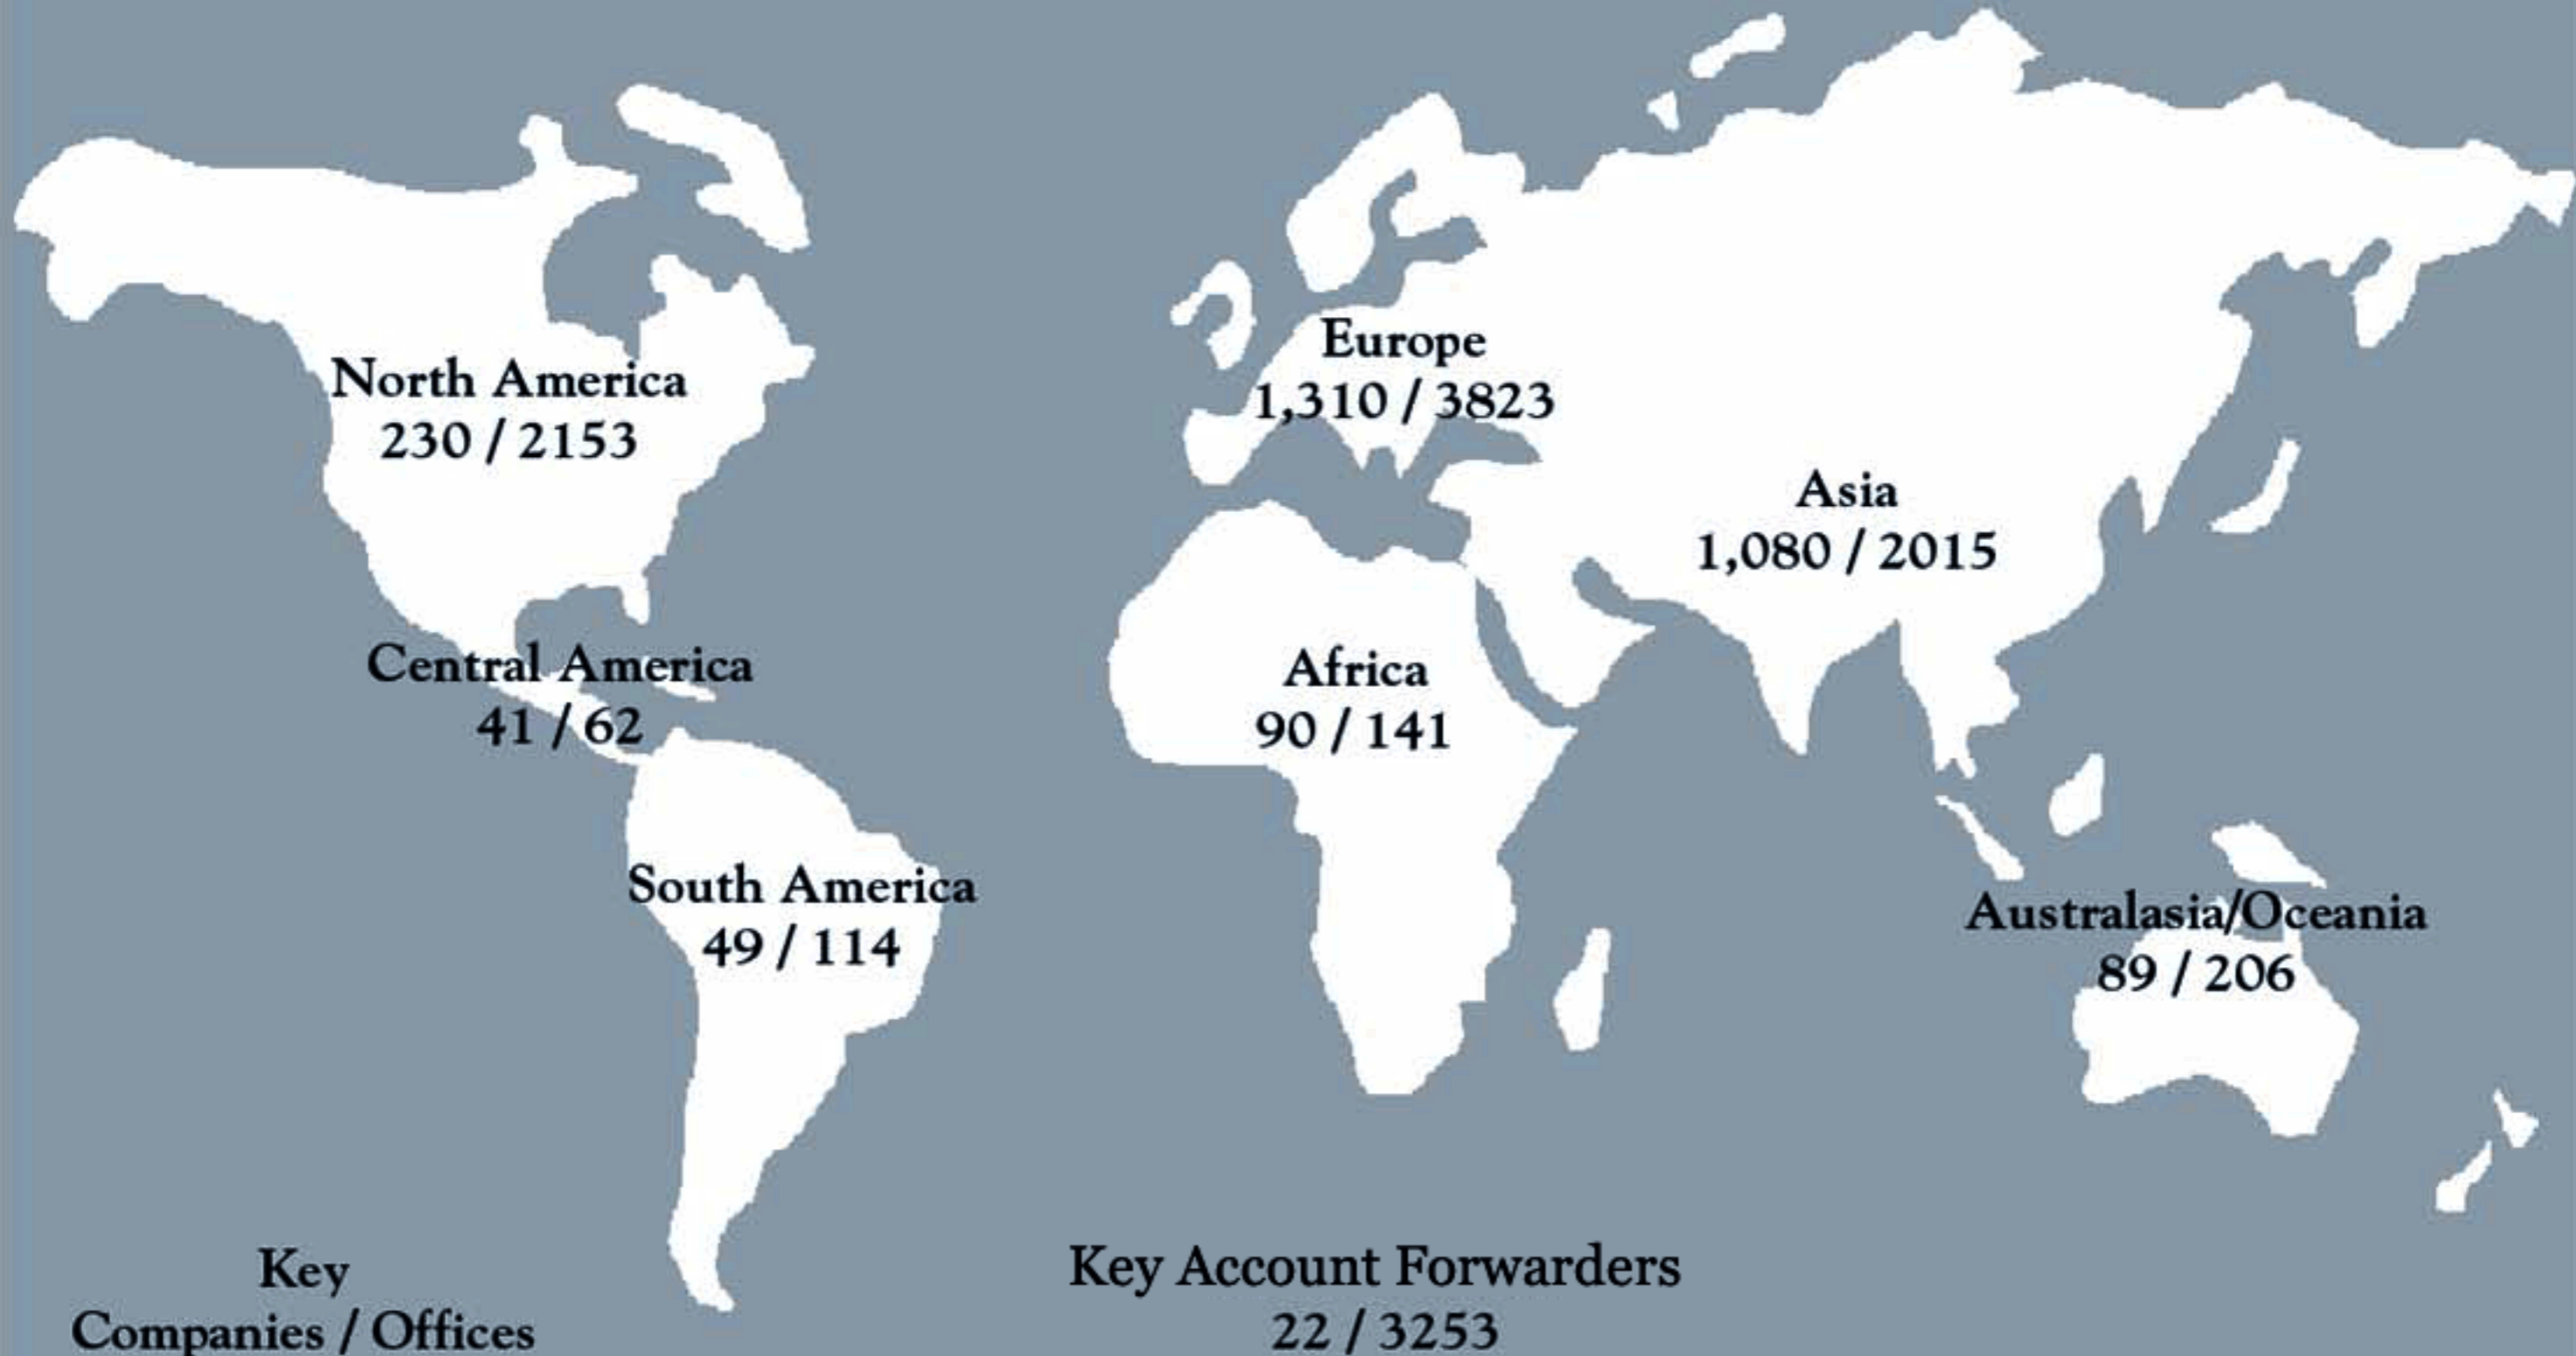 North America
230 / 2153
Europe
1,310 / 3823
Asia
1,080 / 2015
Central America
41 / 62
Africa
90 / 141
South America
49 / 114
Australasia/Oceania
89 / 206
Key
Companies / Offices
Key Account Forwarders
22 / 3253